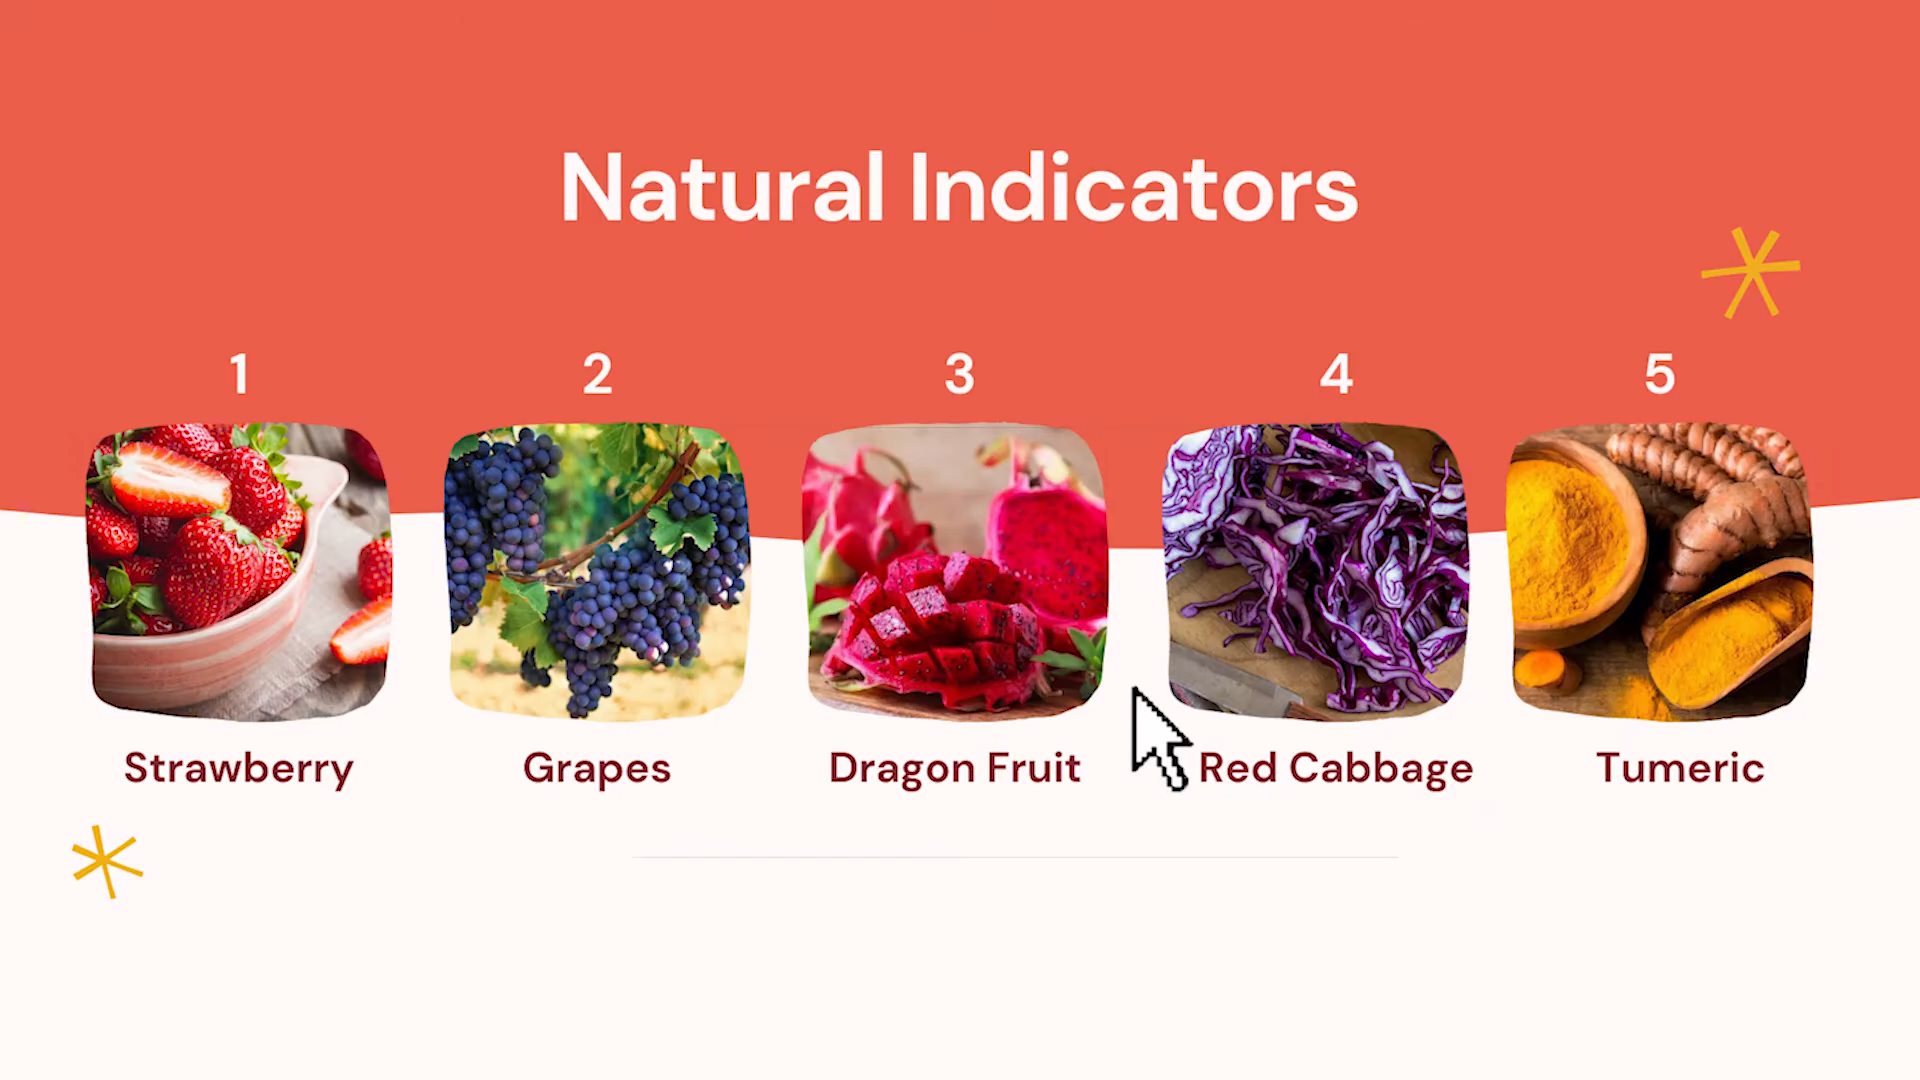 Natural Indicators
1
2
3
4
5
Strawberry
Grapes
Dragon Fruit
Red Cabbage
Tumeric